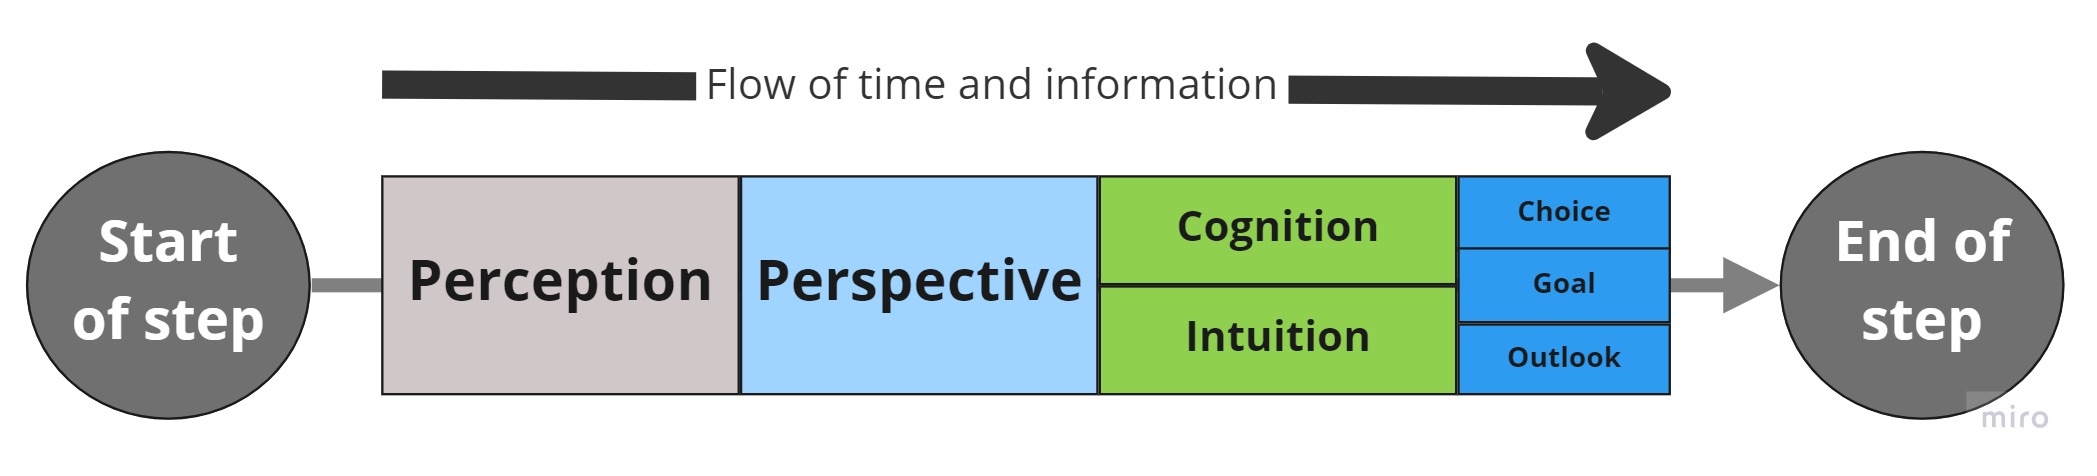 Flow of time and information
Start
of step
Perception
Perspective
Cognition
Intuition
Choice
Goal
Outlook
End of
step
miro